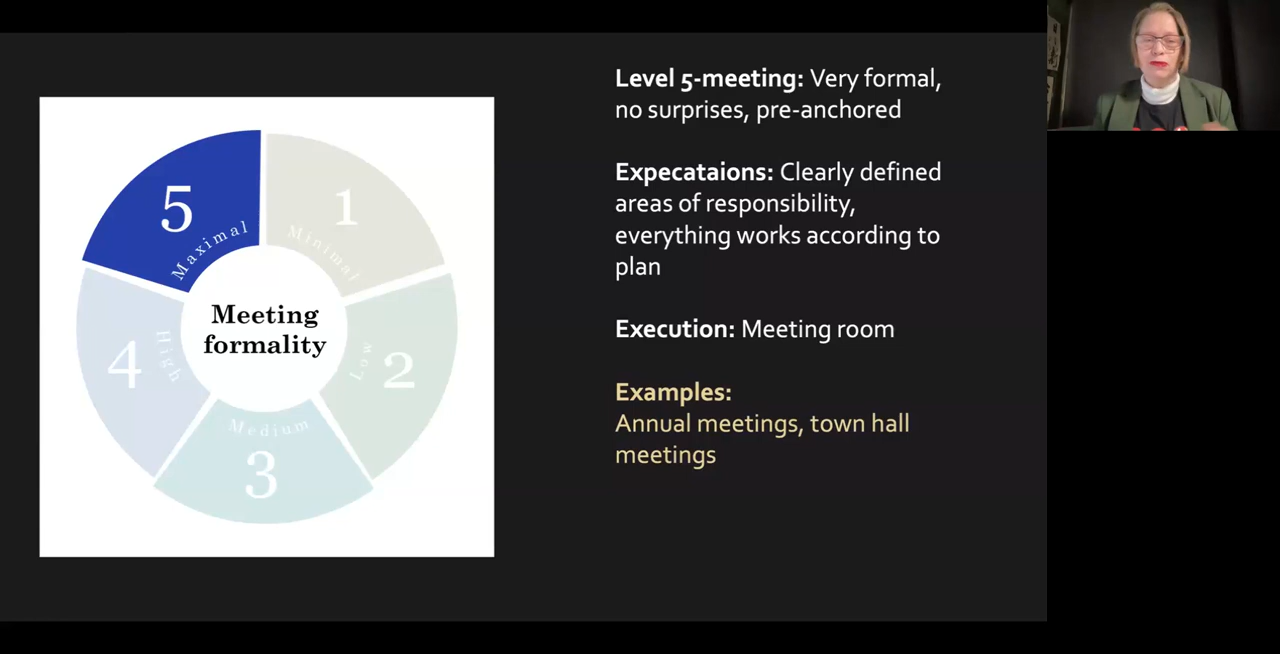 5
Maximal
1
Minimal
Meeting
formality
4
High
2
Low
Medium
3
Level 5-meeting: Very formal,
no surprises, pre-anchored
Expecataions: Clearly defined
areas of responsibility,
everything works according to
plan
Execution: Meeting room
Examples:
Annual meetings, town hall
meetings